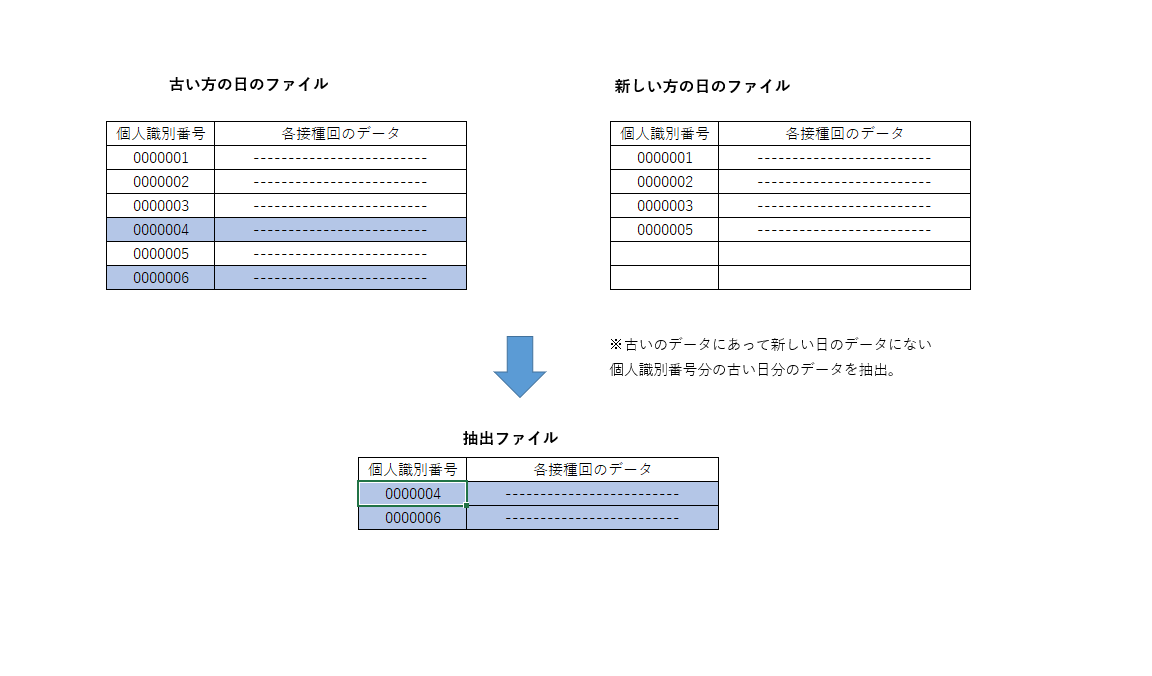 古い方の日のファイル
新しい方の日のファイル
個人識別番号 各接種回のデータ
0000001 -------------------------
0000002 -------------------------
0000003 -------------------------
0000004 -------------------------
0000005 -------------------------
0000006 -------------------------
個人識別番号 各接種回のデータ
0000001 -------------------------
0000002 -------------------------
0000003 -------------------------
0000005 -------------------------
※古いのデータにあって新しい日のデータにない
個人識別番号分の古い日分のデータを抽出。
抽出ファイル
個人識別番号 各接種回のデータ
0000004 -------------------------
0000006 -------------------------